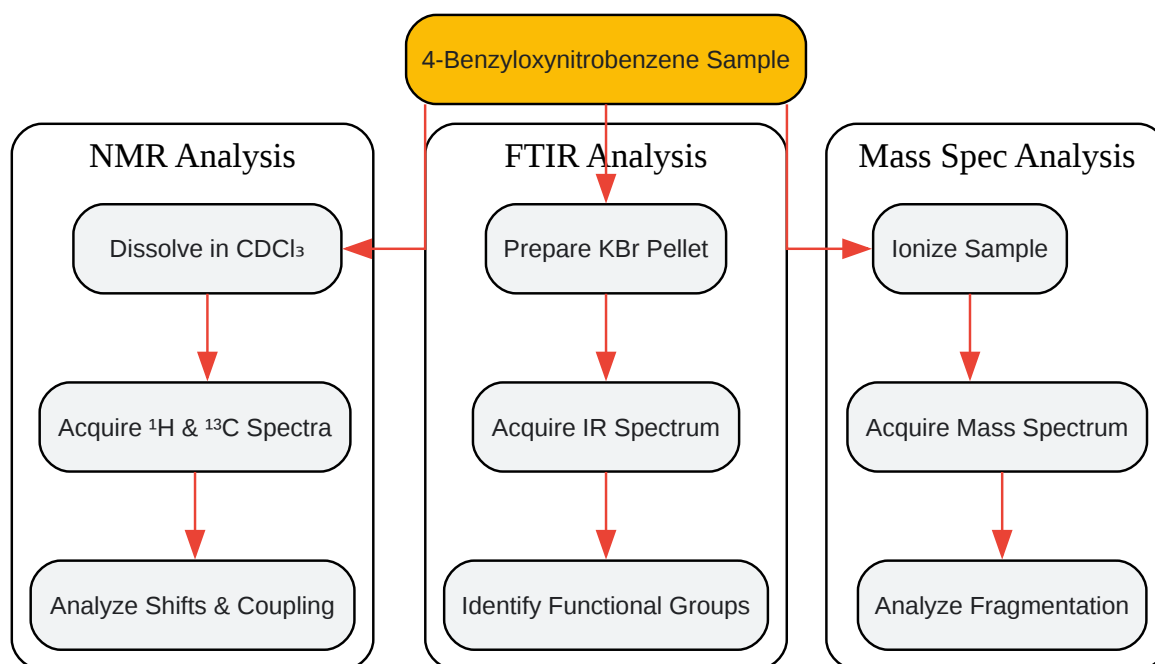 4-Benzyloxynitrobenzene Sample
NMR Analysis
FTIR Analysis
Mass Spec Analysis
Dissolve in CDCl₃
Prepare KBr Pellet
Ionize Sample
Acquire ¹H & ¹³C Spectra
Acquire IR Spectrum
Acquire Mass Spectrum
Analyze Shifts & Coupling
Identify Functional Groups
Analyze Fragmentation